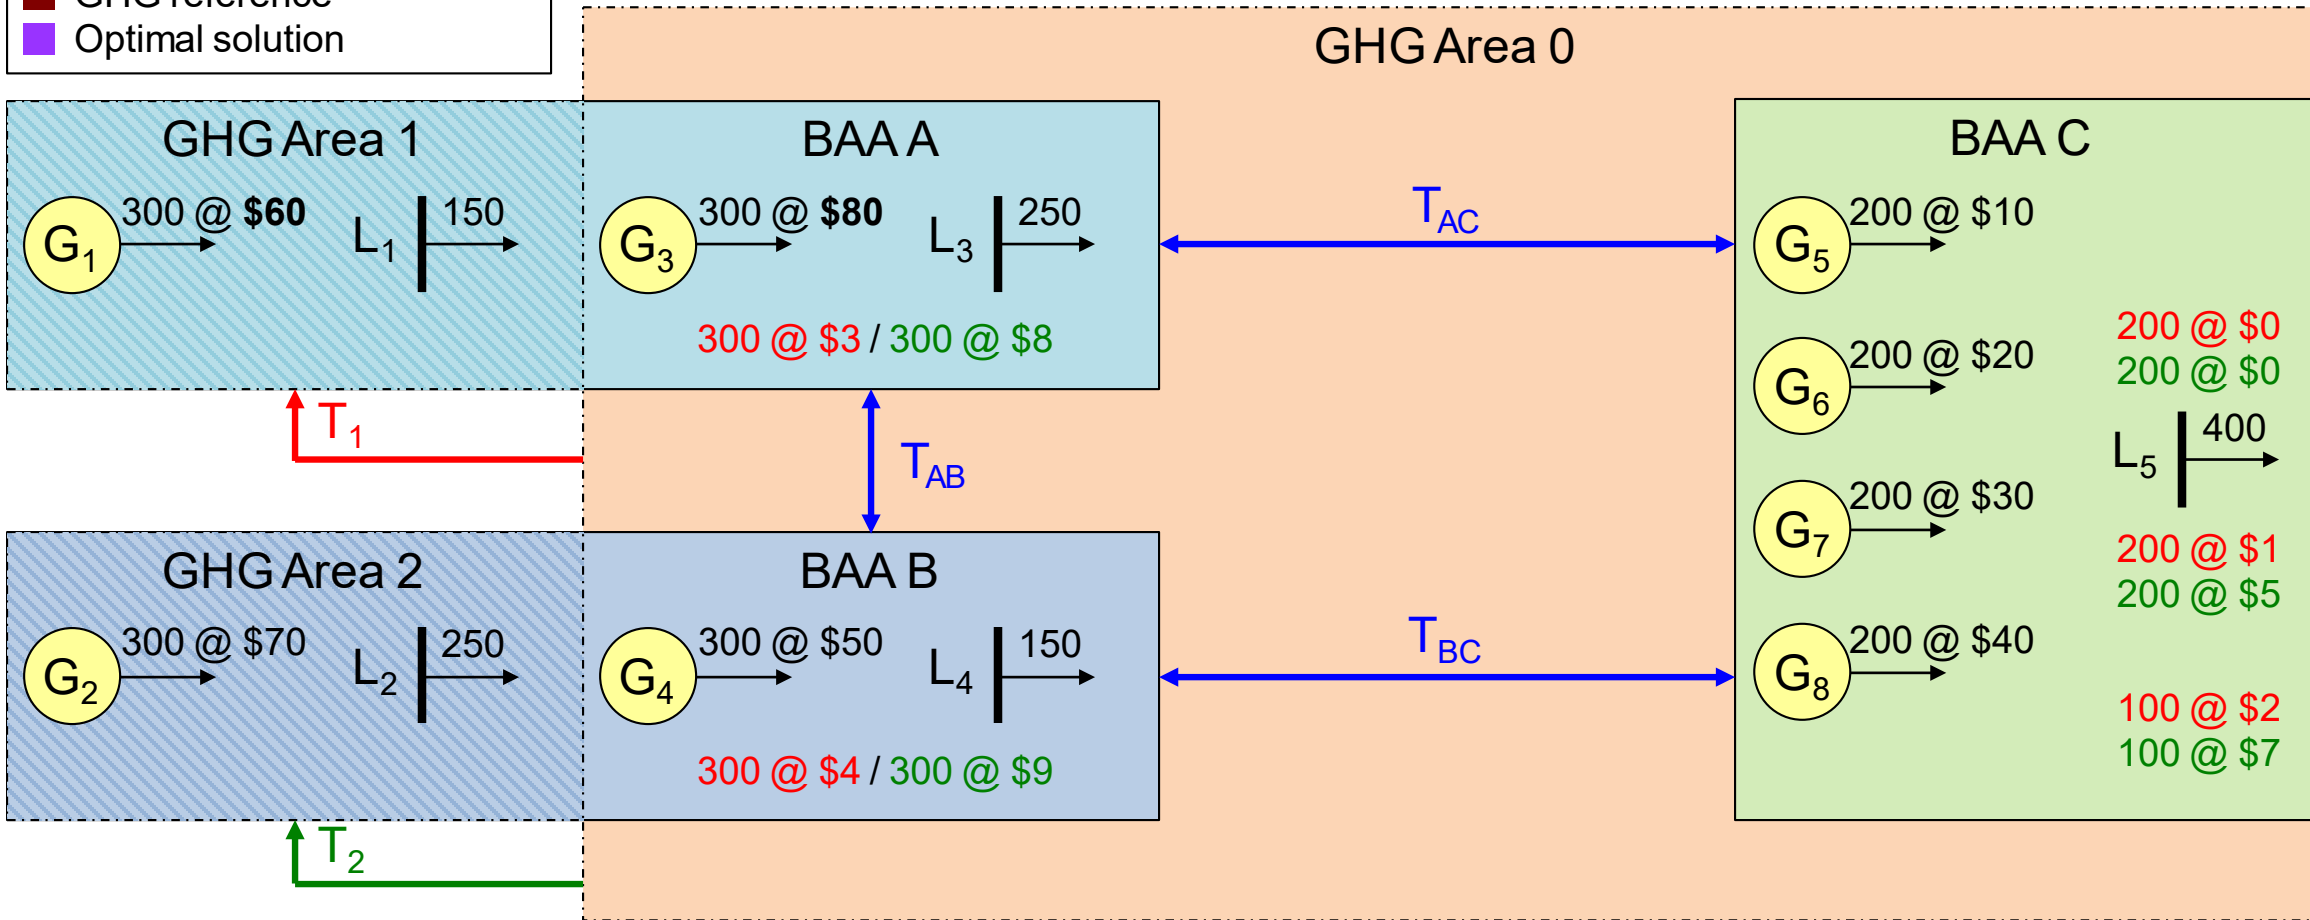 GHG reference
Optimal solution
GHG Area 0
GHG Area 1
G1
300 @ $60
L1
150
BAA A
G3
300 @ $80
L3
250
300 @ $3 / 300 @ $8
TAC
BAA C
G5
200 @ $10
200 @ $0
200 @ $0
G6
200 @ $20
L5
400
G7
200 @ $30
200 @ $1
200 @ $5
G8
200 @ $40
100 @ $2
100 @ $7
T1
TAB
GHG Area 2
G2
300 @ $70
L2
250
BAA B
G4
300 @ $50
L4
150
300 @ $4 / 300 @ $9
TBC
T2